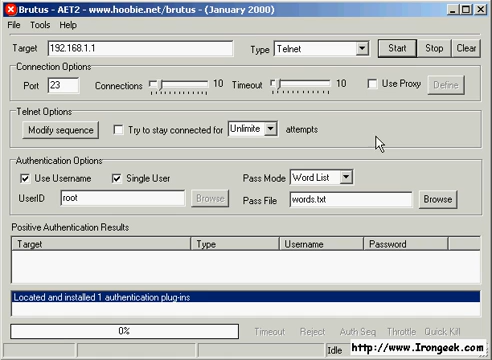 Brutus - AET2 - www.hoobie.net/brutus - (January 2000)
File Tools Help
Target 192.168.1.1 Type Telnet Start Stop Clear
Connection Options
Port 23 Connections 10 Timeout 10 Use Proxy Define
Telnet Options
Modify sequence Try to stay connected for Unlimite attempts
Authentication Options
Use Username Single User Pass Mode Word List
UserID root Browse Pass File words.txt Browse
Positive Authentication Results
Target Type Username Password
Located and installed 1 authentication plug-ins
0% Timeout Reject Auth Seq Throttle Quick Kill
Idle http://www.Irongeek.com